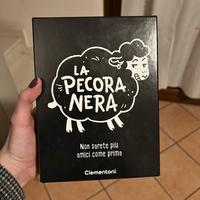 LA
PECORA
NERA
Non sarete più
amici come prima
Clementoni.